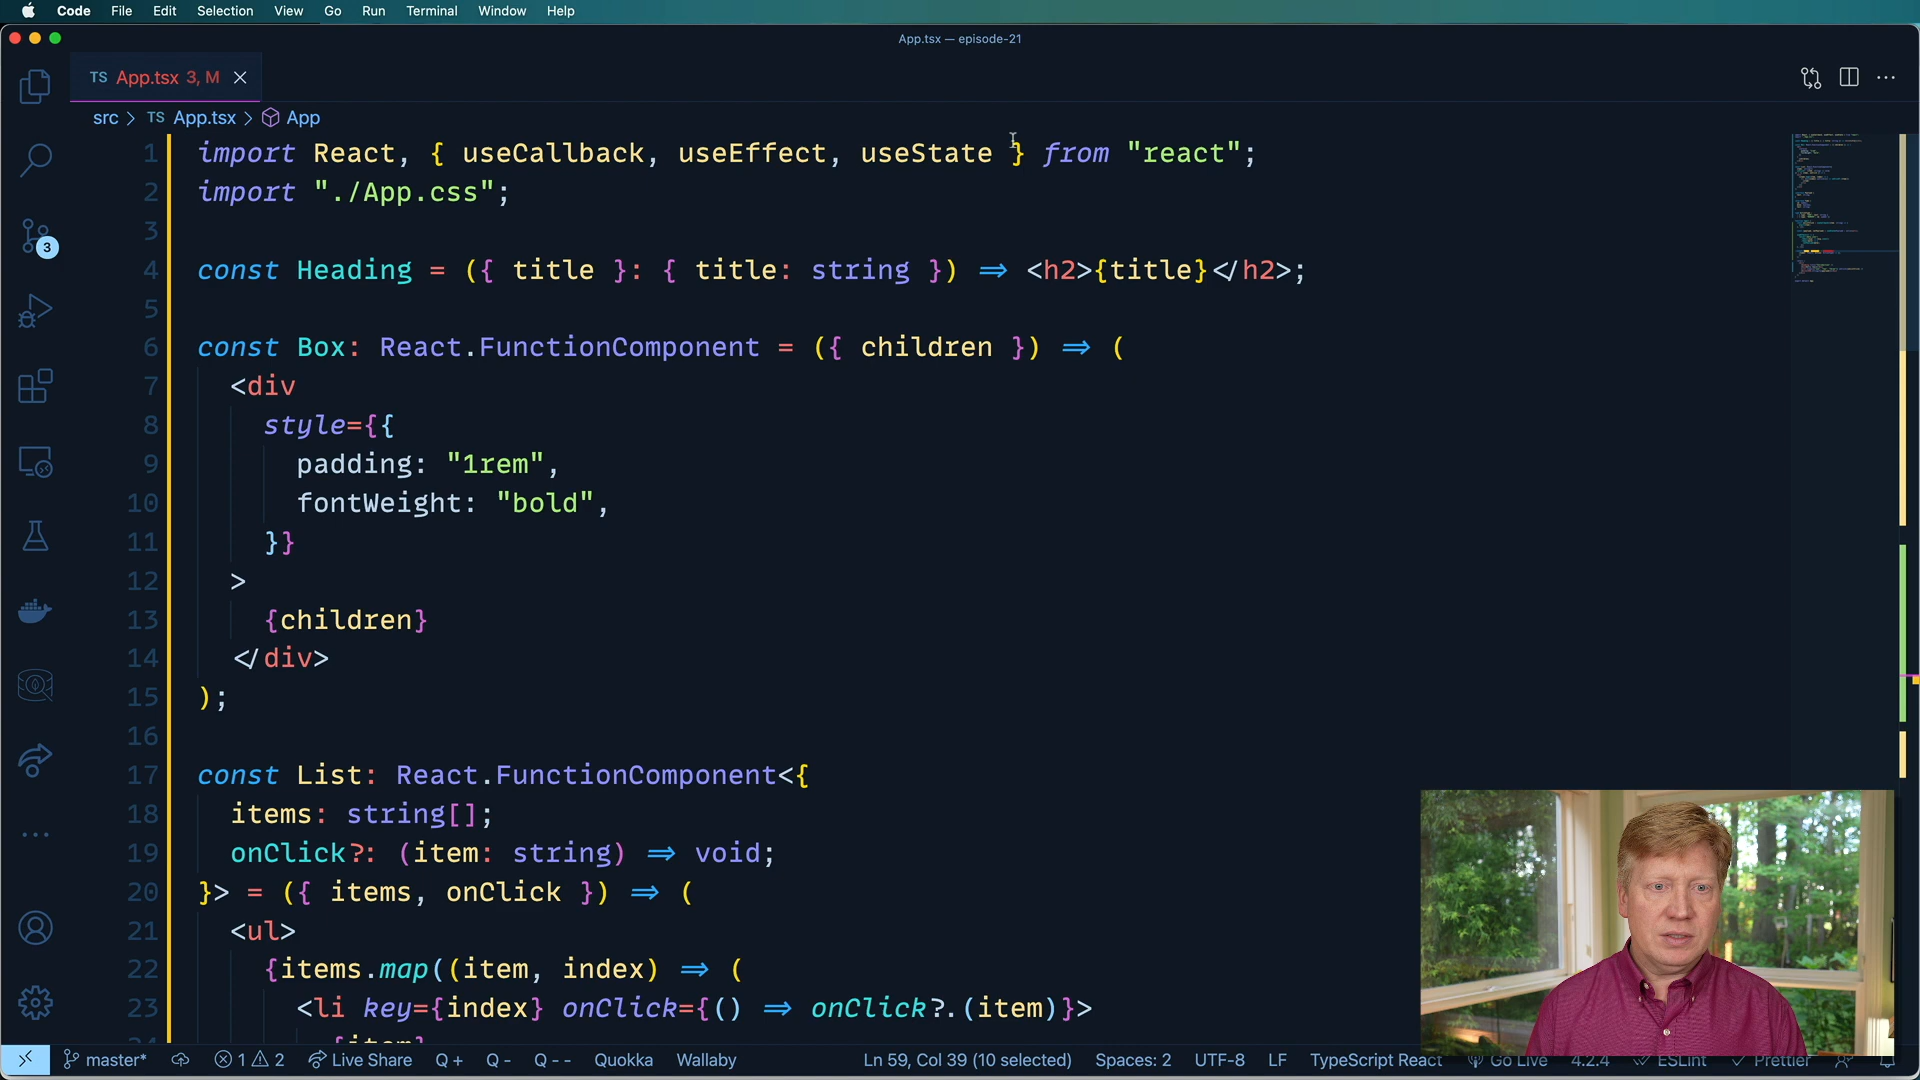 Code File Edit Selection View Go Run Terminal Window Help
App.tsx — episode-21
TS App.tsx 3, M
src > TS App.tsx > App
1 import React, { useCallback, useEffect, useState } from "react";
2 import "./App.css";
3
4 const Heading = ({ title }: { title: string }) => <h2>{title}</h2>;
5
6 const Box: React.FunctionComponent = ({ children }) => (
7 <div
8 style={{
9 padding: "1rem",
10 fontWeight: "bold",
11 }}
12 >
13 {children}
14 </div>
15 );
16
17 const List: React.FunctionComponent<{
18 items: string[];
19 onClick?: (item: string) => void;
20 }> = ({ items, onClick }) => (
21 <ul>
22 {items.map((item, index) => (
23 <li key={index} onClick={() => onClick?.(item)}>
24 {item}
3
master* 1 2 Live Share Q + Q - Q - - Quokka Wallaby Ln 59, Col 39 (10 selected) Spaces: 2 UTF-8 LF TypeScript React Go Live 4.2.4 ESLint Prettier